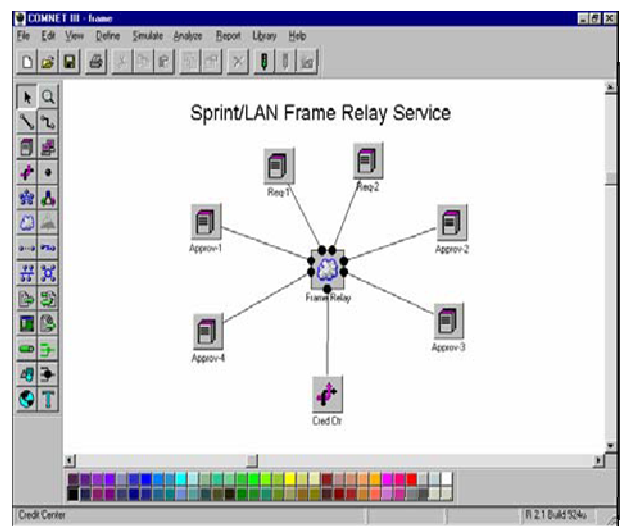 COMNET III - frame
File Edit View Define Simulate Analyze Report Library Help
Sprint/LAN Frame Relay Service
Req-1
Req-2
Approv-1
Approv-2
Frame Relay
Approv-4
Approv-3
Cred Ctr
Credit Center
R 2.1 Build 924u